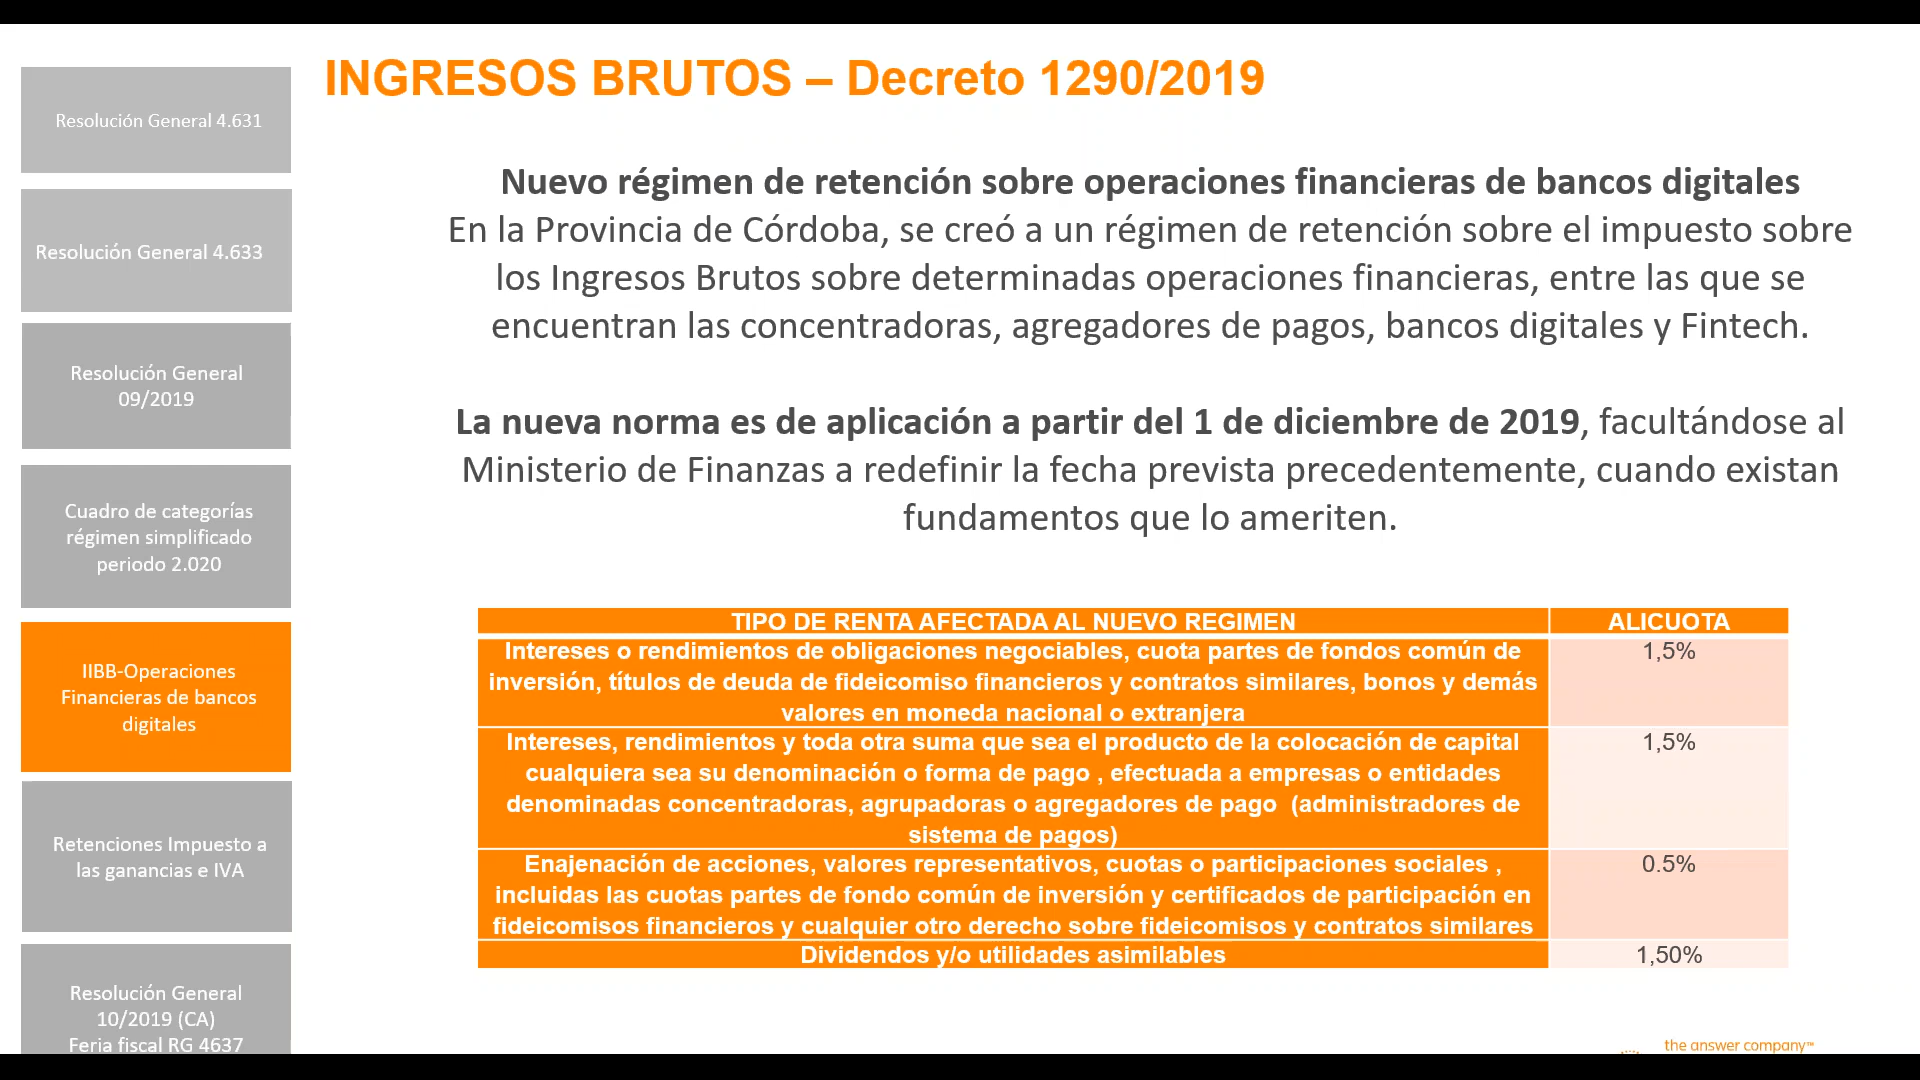 INGRESOS BRUTOS – Decreto 1290/2019
Resolución General 4.631
Resolución General 4.633
Resolución General
09/2019
Cuadro de categorías
régimen simplificado
periodo 2.020
IIBB-Operaciones
Financieras de bancos
digitales
Retenciones Impuesto a
las ganancias e IVA
Resolución General
10/2019 (CA)
Feria fiscal RG 4637
Nuevo régimen de retención sobre operaciones financieras de bancos digitales
En la Provincia de Córdoba, se creó a un régimen de retención sobre el impuesto sobre
los Ingresos Brutos sobre determinadas operaciones financieras, entre las que se
encuentran las concentradoras, agregadores de pagos, bancos digitales y Fintech.
La nueva norma es de aplicación a partir del 1 de diciembre de 2019, facultándose al
Ministerio de Finanzas a redefinir la fecha prevista precedentemente, cuando existan
fundamentos que lo ameriten.
TIPO DE RENTA AFECTADA AL NUEVO REGIMEN ALICUOTA
Intereses o rendimientos de obligaciones negociables, cuota partes de fondos común de 1,5%
inversión, títulos de deuda de fideicomiso financieros y contratos similares, bonos y demás
valores en moneda nacional o extranjera
Intereses, rendimientos y toda otra suma que sea el producto de la colocación de capital 1,5%
cualquiera sea su denominación o forma de pago , efectuada a empresas o entidades
denominadas concentradoras, agrupadoras o agregadores de pago (administradores de
sistema de pagos)
Enajenación de acciones, valores representativos, cuotas o participaciones sociales , 0.5%
incluidas las cuotas partes de fondo común de inversión y certificados de participación en
fideicomisos financieros y cualquier otro derecho sobre fideicomisos y contratos similares
Dividendos y/o utilidades asimilables 1,50%
the answer company™